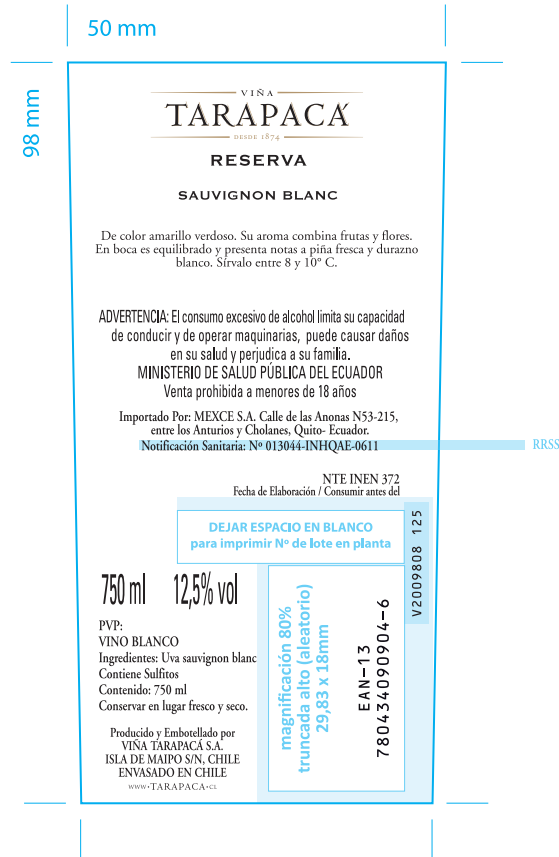 50 mm
98 mm
VIÑA
TARAPACÁ
DESDE 1874
RESERVA
SAUVIGNON BLANC
De color amarillo verdoso. Su aroma combina frutas y flores.
En boca es equilibrado y presenta notas a piña fresca y durazno
blanco. Sírvalo entre 8 y 10° C.
ADVERTENCIA: El consumo excesivo de alcohol limita su capacidad
de conducir y de operar maquinarias, puede causar daños
en su salud y perjudica a su familia.
MINISTERIO DE SALUD PÚBLICA DEL ECUADOR
Venta prohibida a menores de 18 años
Importado Por: MEXCE S.A. Calle de las Anonas N53-215,
entre los Anturios y Cholanes, Quito- Ecuador.
Notificación Sanitaria: Nº 013044-INHQAE-0611
RRSS
NTE INEN 372
Fecha de Elaboración / Consumir antes del
DEJAR ESPACIO EN BLANCO
para imprimir Nº de lote en planta
V2009808 125
750 ml 12,5% vol
PVP:
VINO BLANCO
Ingredientes: Uva sauvignon blanc
Contiene Sulfitos
Contenido: 750 ml
Conservar en lugar fresco y seco.
Producido y Embotellado por
VIÑA TARAPACÁ S.A.
ISLA DE MAIPO S/N, CHILE
ENVASADO EN CHILE
WWW·TARAPACA·CL
magnificación 80%
truncada alto (aleatorio)
29,83 x 18mm
EAN-13
780434090904-6